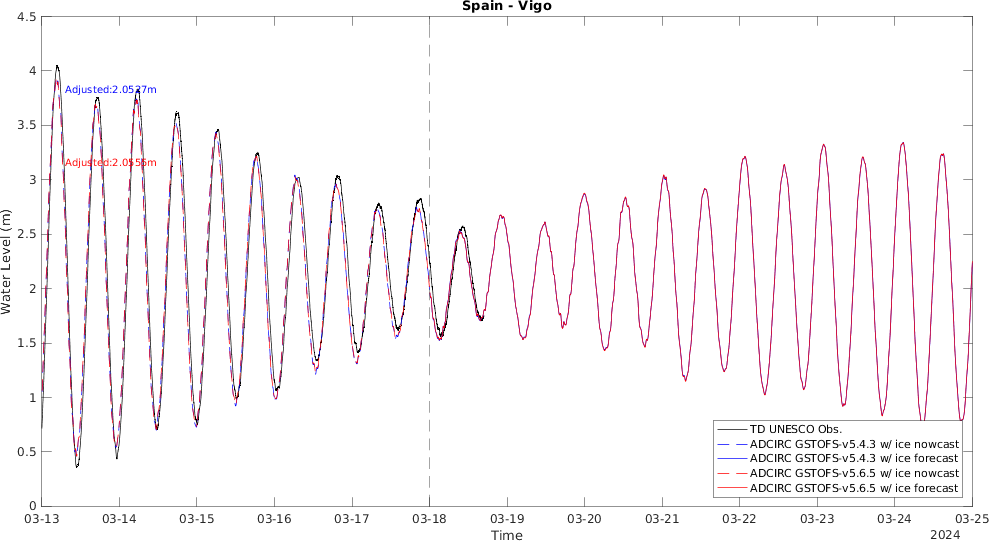 Spain - Vigo
4.5
4
3.5
3
2.5
2
1.5
1
0.5
0
Water Level (m)
Adjusted:2.0527m
Adjusted:2.0555m
TD UNESCO Obs.
ADCIRC GSTOFS-v5.4.3 w/ ice nowcast
ADCIRC GSTOFS-v5.4.3 w/ ice forecast
ADCIRC GSTOFS-v5.6.5 w/ ice nowcast
ADCIRC GSTOFS-v5.6.5 w/ ice forecast
03-13 03-14 03-15 03-16 03-17 03-18 03-19 03-20 03-21 03-22 03-23 03-24 03-25
Time
2024